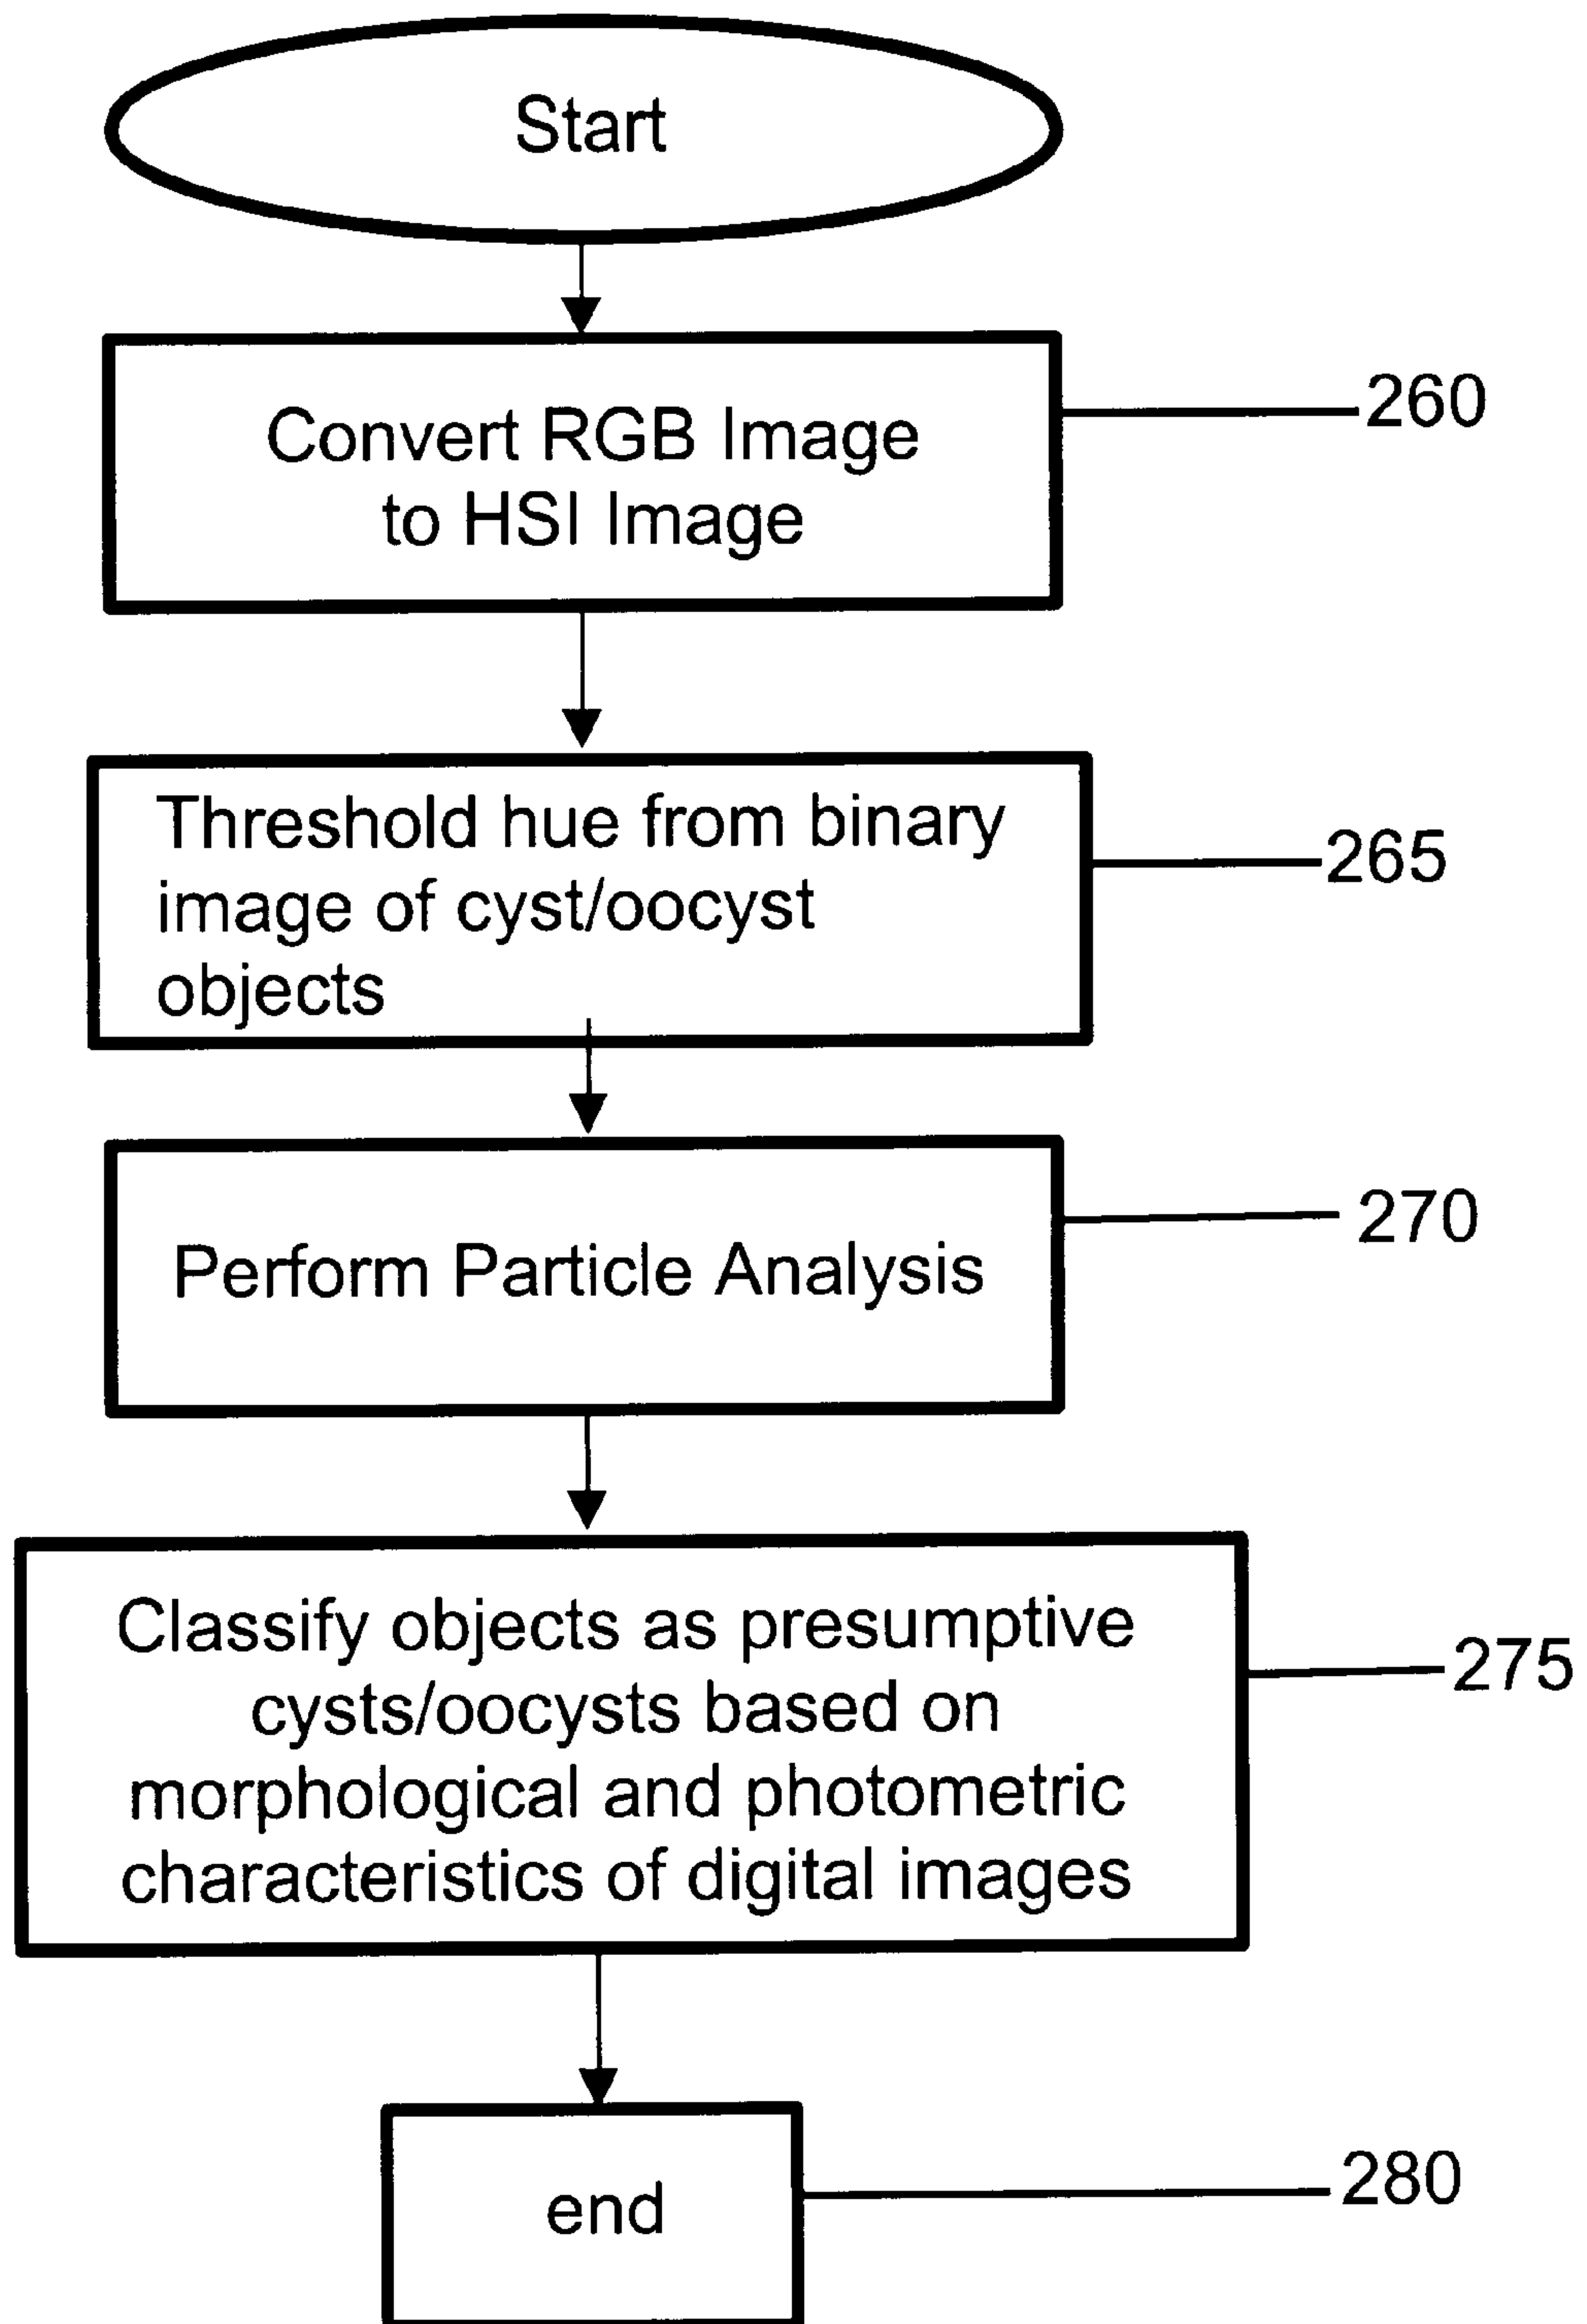 Start
Convert RGB Image
to HSI Image
260
Threshold hue from binary
image of cyst/oocyst
objects
265
Perform Particle Analysis
270
Classify objects as presumptive
cysts/oocysts based on
morphological and photometric
characteristics of digital images
275
end
280